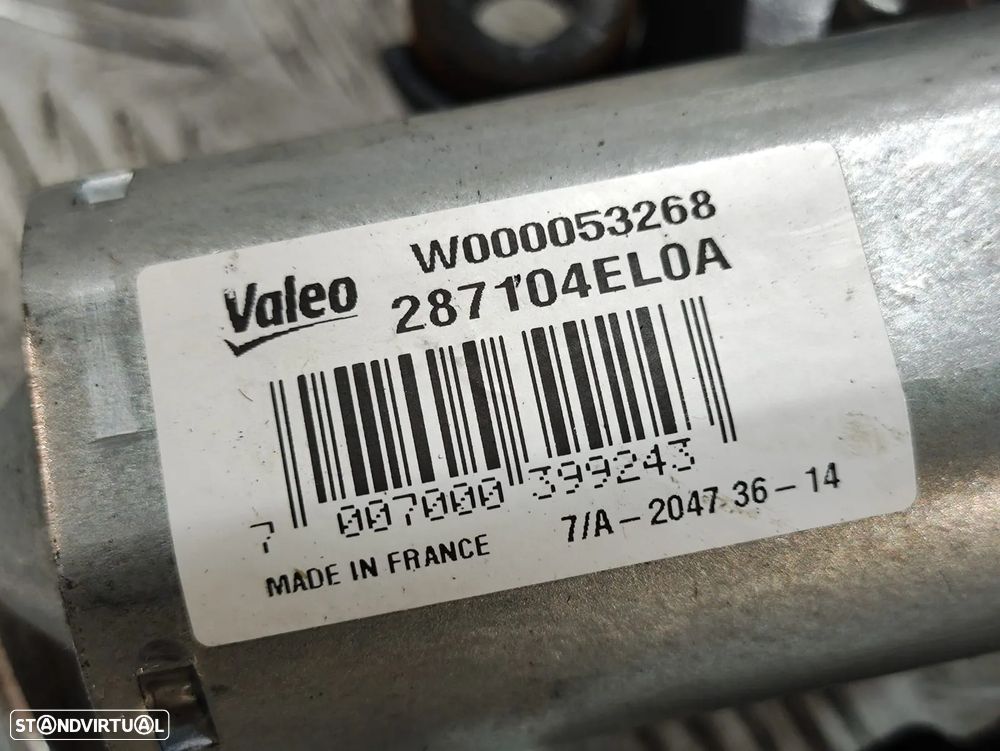 W000053268
Valeo 287104EL0A
7 007000 399243
MADE IN FRANCE 7/A-2047 36-14
STANDVIRTUAL